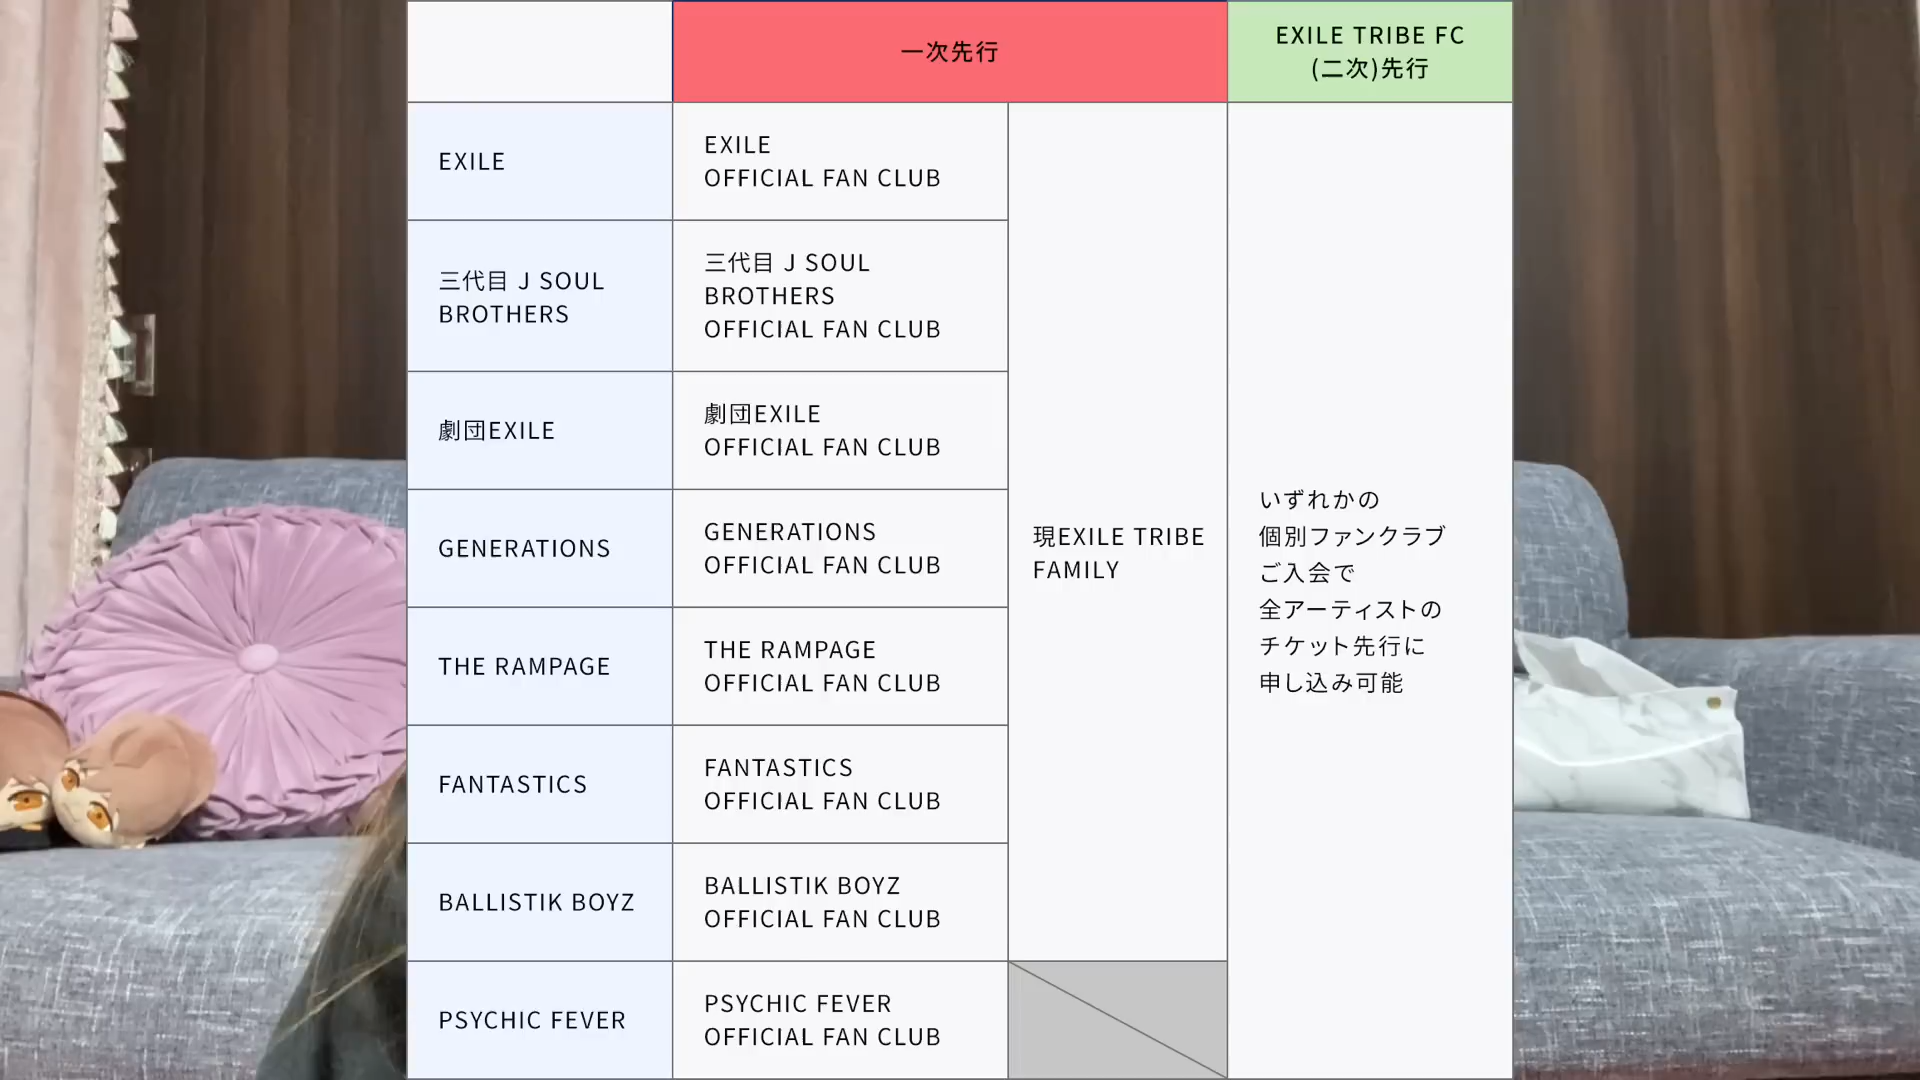 一次先行
EXILE TRIBE FC
(二次)先行
EXILE
EXILE
OFFICIAL FAN CLUB
三代目 J SOUL
BROTHERS
三代目 J SOUL
BROTHERS
OFFICIAL FAN CLUB
劇団EXILE
劇団EXILE
OFFICIAL FAN CLUB
GENERATIONS
GENERATIONS
OFFICIAL FAN CLUB
THE RAMPAGE
THE RAMPAGE
OFFICIAL FAN CLUB
FANTASTICS
FANTASTICS
OFFICIAL FAN CLUB
BALLISTIK BOYZ
BALLISTIK BOYZ
OFFICIAL FAN CLUB
PSYCHIC FEVER
PSYCHIC FEVER
OFFICIAL FAN CLUB
現EXILE TRIBE
FAMILY
いずれかの
個別ファンクラブ
ご入会で
全アーティストの
チケット先行に
申し込み可能